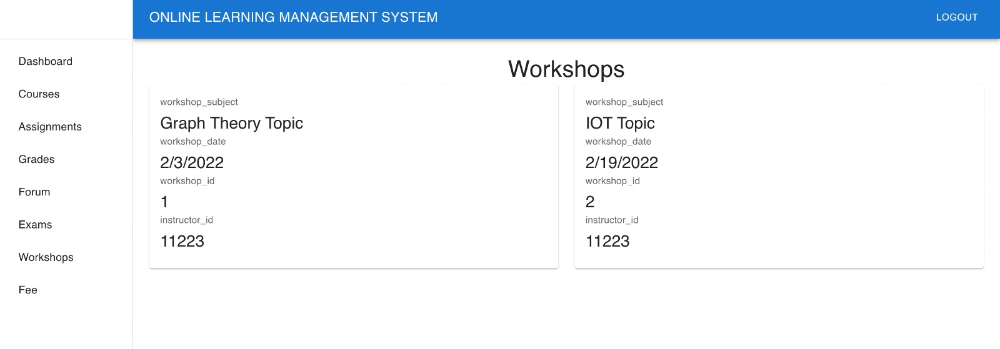 ONLINE LEARNING MANAGEMENT SYSTEM
LOGOUT
Dashboard
Courses
Assignments
Grades
Forum
Exams
Workshops
Fee
Workshops
workshop_subject
Graph Theory Topic
workshop_date
2/3/2022
workshop_id
1
instructor_id
11223
workshop_subject
IOT Topic
workshop_date
2/19/2022
workshop_id
2
instructor_id
11223